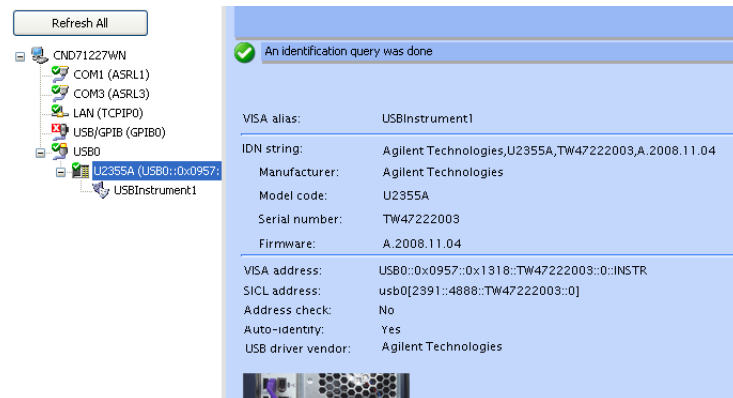 Refresh All
CND71227WN
COM1 (ASRL1)
COM3 (ASRL3)
LAN (TCPIP0)
USB/GPIB (GPIB0)
USB0
U2355A (USB0::0x0957:
USBInstrument1
An identification query was done
VISA alias: USBInstrument1
IDN string: Agilent Technologies,U2355A,TW47222003,A.2008.11.04
Manufacturer: Agilent Technologies
Model code: U2355A
Serial number: TW47222003
Firmware: A.2008.11.04
VISA address: USB0::0x0957::0x1318::TW47222003::0::INSTR
SICL address: usb0[2391::4888::TW47222003::0]
Address check: No
Auto-identify: Yes
USB driver vendor: Agilent Technologies